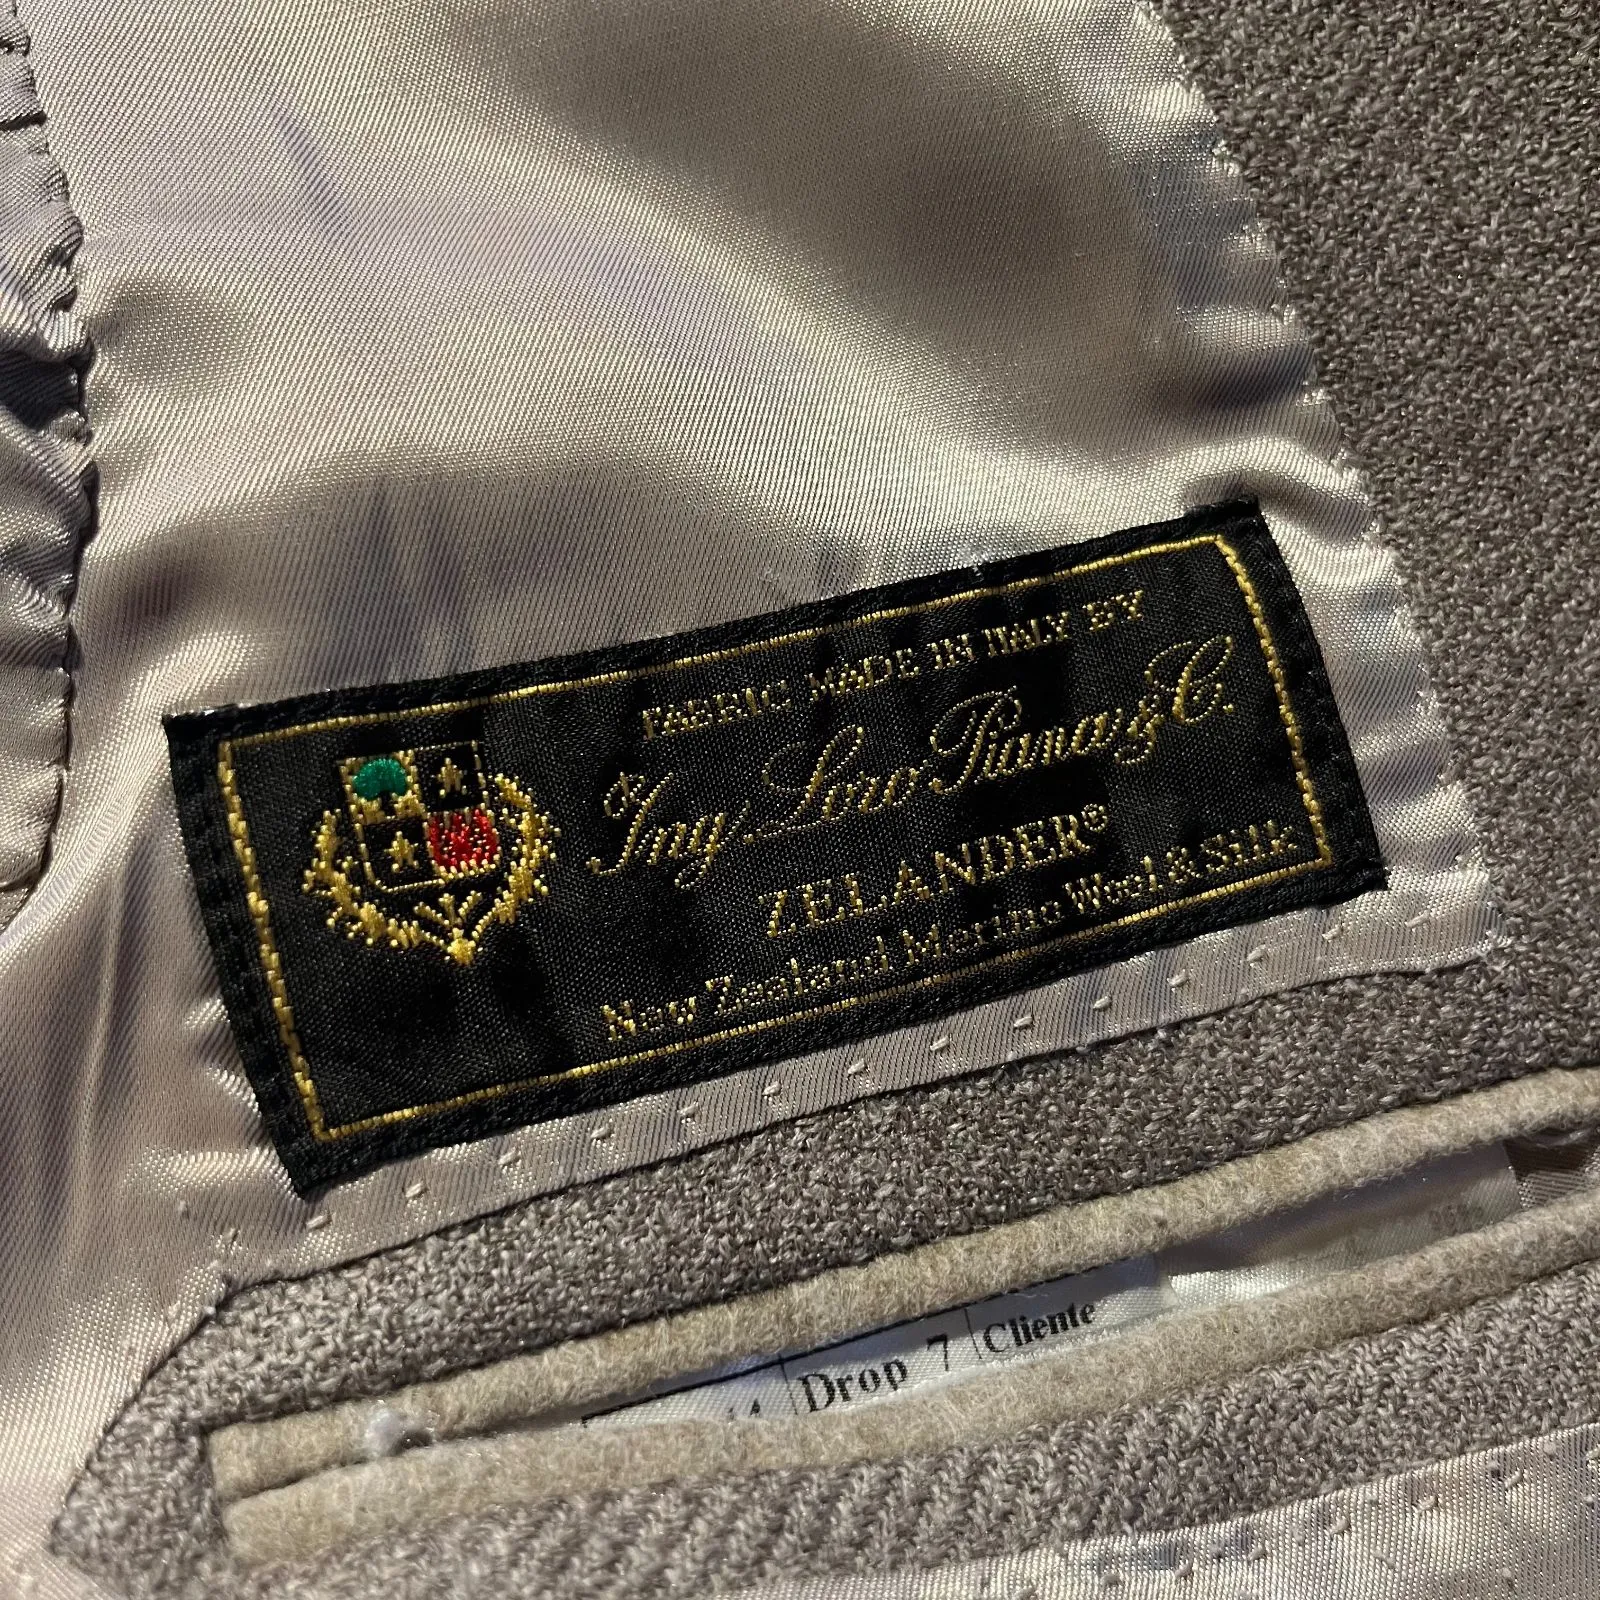 FABRIC MADE IN ITALY BY
Ing. Loro Piana & C.
ZELANDER®
New Zealand Merino Wool & Silk
Drop 7 Cliente